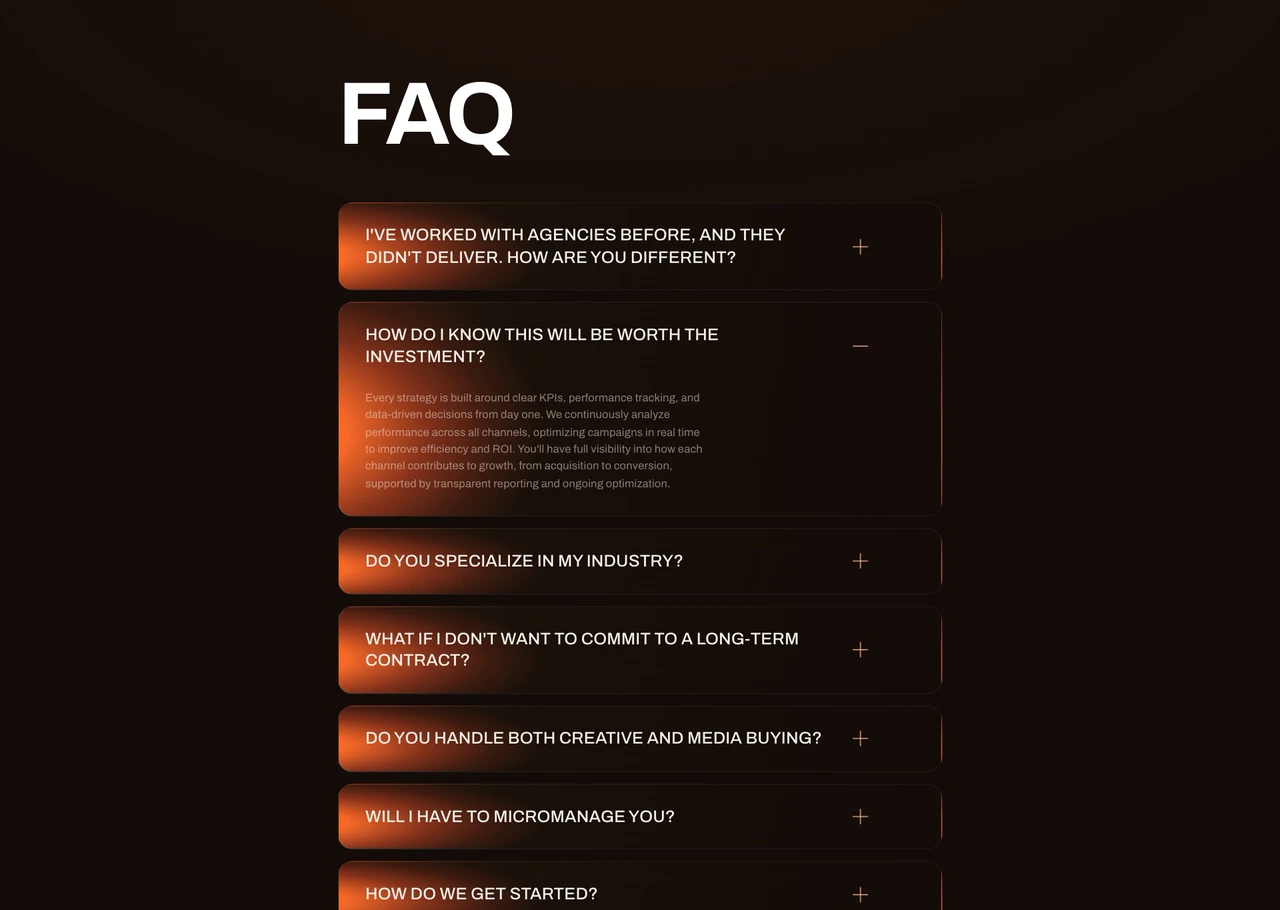 FAQ
I'VE WORKED WITH AGENCIES BEFORE, AND THEY
DIDN'T DELIVER. HOW ARE YOU DIFFERENT?
HOW DO I KNOW THIS WILL BE WORTH THE
INVESTMENT?
Every strategy is built around clear KPIs, performance tracking, and
data-driven decisions from day one. We continuously analyze
performance across all channels, optimizing campaigns in real time
to improve efficiency and ROI. You'll have full visibility into how each
channel contributes to growth, from acquisition to conversion,
supported by transparent reporting and ongoing optimization.
DO YOU SPECIALIZE IN MY INDUSTRY?
WHAT IF I DON'T WANT TO COMMIT TO A LONG-TERM
CONTRACT?
DO YOU HANDLE BOTH CREATIVE AND MEDIA BUYING?
WILL I HAVE TO MICROMANAGE YOU?
HOW DO WE GET STARTED?